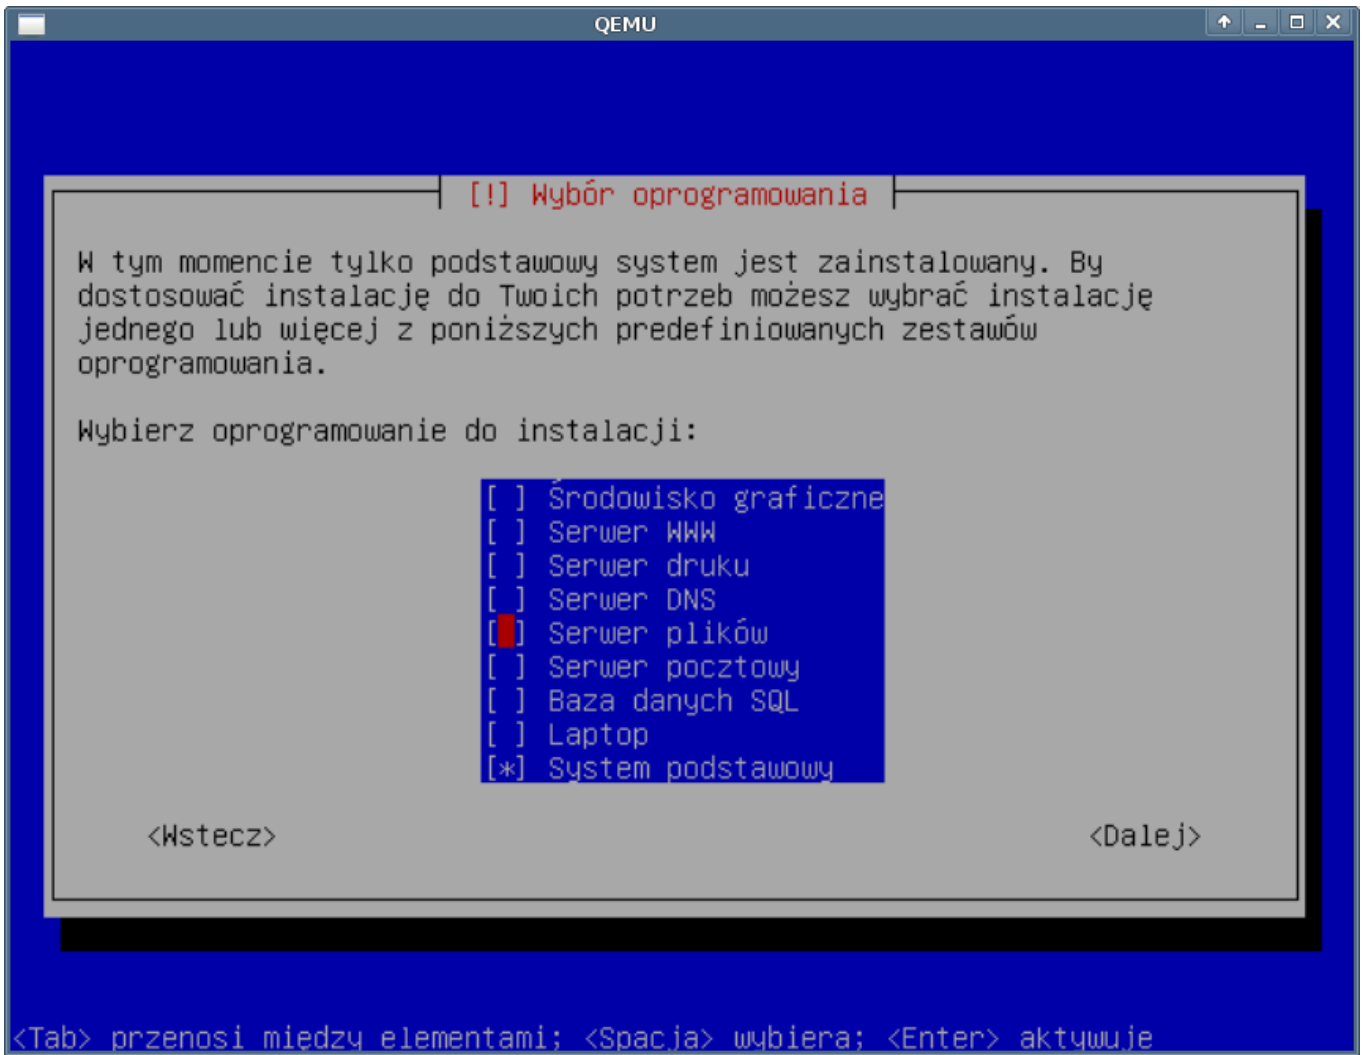 QEMU
[!] Wybór oprogramowania
W tym momencie tylko podstawowy system jest zainstalowany. By
dostosować instalację do Twoich potrzeb możesz wybrać instalację
jednego lub więcej z poniższych predefiniowanych zestawów
oprogramowania.
Wybierz oprogramowanie do instalacji:
[ ] Środowisko graficzne
[ ] Serwer WWW
[ ] Serwer druku
[ ] Serwer DNS
[ ] Serwer plików
[ ] Serwer pocztowy
[ ] Baza danych SQL
[ ] Laptop
[*] System podstawowy
<Wstecz> <Dalej>
<Tab> przenosi między elementami; <Spacja> wybiera; <Enter> aktywuje